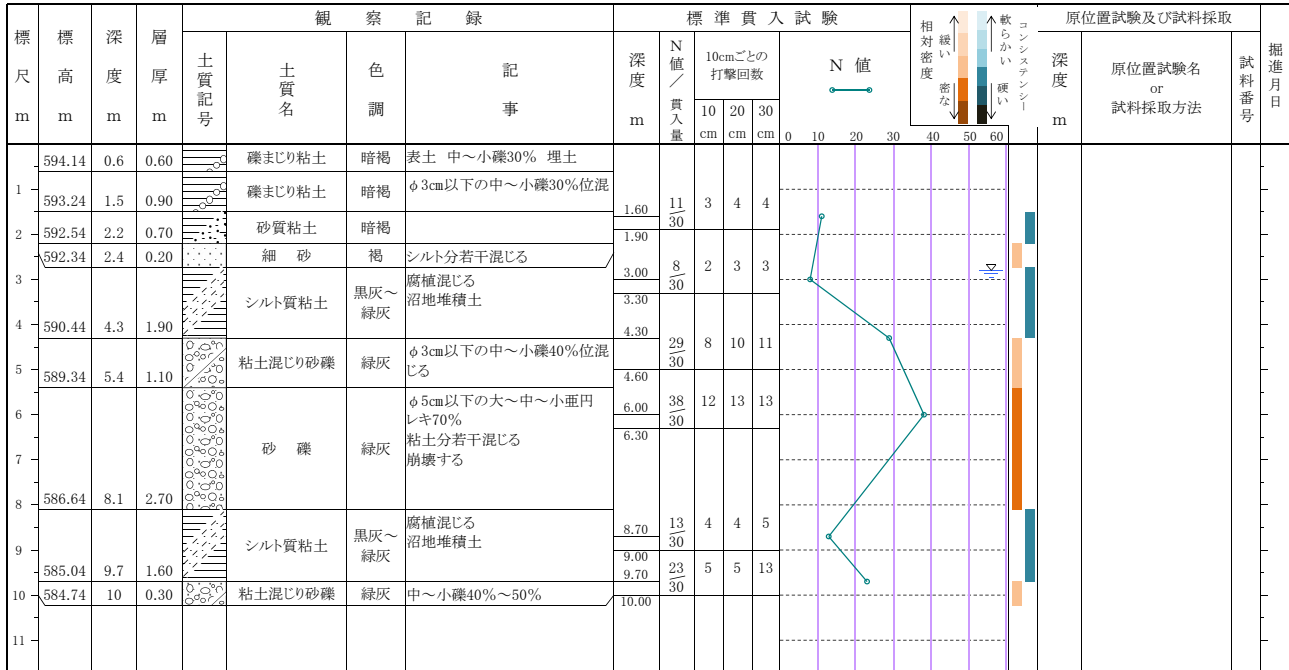 標尺 m
標高 m
深度 m
層厚 m
観察記録
土質記号
土質名
色調
記事
標準貫入試験
深度 m
N値/貫入量
10cmごとの
打撃回数
10 20 30
cm cm cm
N 値
0 10 20 30 40 50 60
相対密度
緩い
密な
軟らかい
硬い
コンシステンシー
原位置試験及び試料採取
深度 m
原位置試験名
or
試料採取方法
試料番号
掘進月日
594.14 0.6 0.60 礫まじり粘土 暗褐 表土 中～小礫30% 埋土
1
593.24 1.5 0.90 礫まじり粘土 暗褐 φ3cm以下の中～小礫30%位混
1.60 11/30 3 4 4
1.90
2
592.54 2.2 0.70 砂質粘土 暗褐
592.34 2.4 0.20 細 砂 褐 シルト分若干混じる
3.00 8/30 2 3 3
3.30
3
590.44 4.3 1.90 シルト質粘土 黒灰～緑灰 腐植混じる
沼地堆積土
4
4.30 29/30 8 10 11
4.60
589.34 5.4 1.10 粘土混じり砂礫 緑灰 φ3cm以下の中～小礫40%位混
じる
5
6.00 38/30 12 13 13
6.30
6
586.64 8.1 2.70 砂 礫 緑灰 φ5cm以下の大～中～小亜円
レキ70%
粘土分若干混じる
崩壊する
7
8
8.70 13/30 4 4 5
9.00
585.04 9.7 1.60 シルト質粘土 黒灰～緑灰 腐植混じる
沼地堆積土
9
9.70 23/30 5 5 13
10.00
10
584.74 10 0.30 粘土混じり砂礫 緑灰 中～小礫40%～50%
11